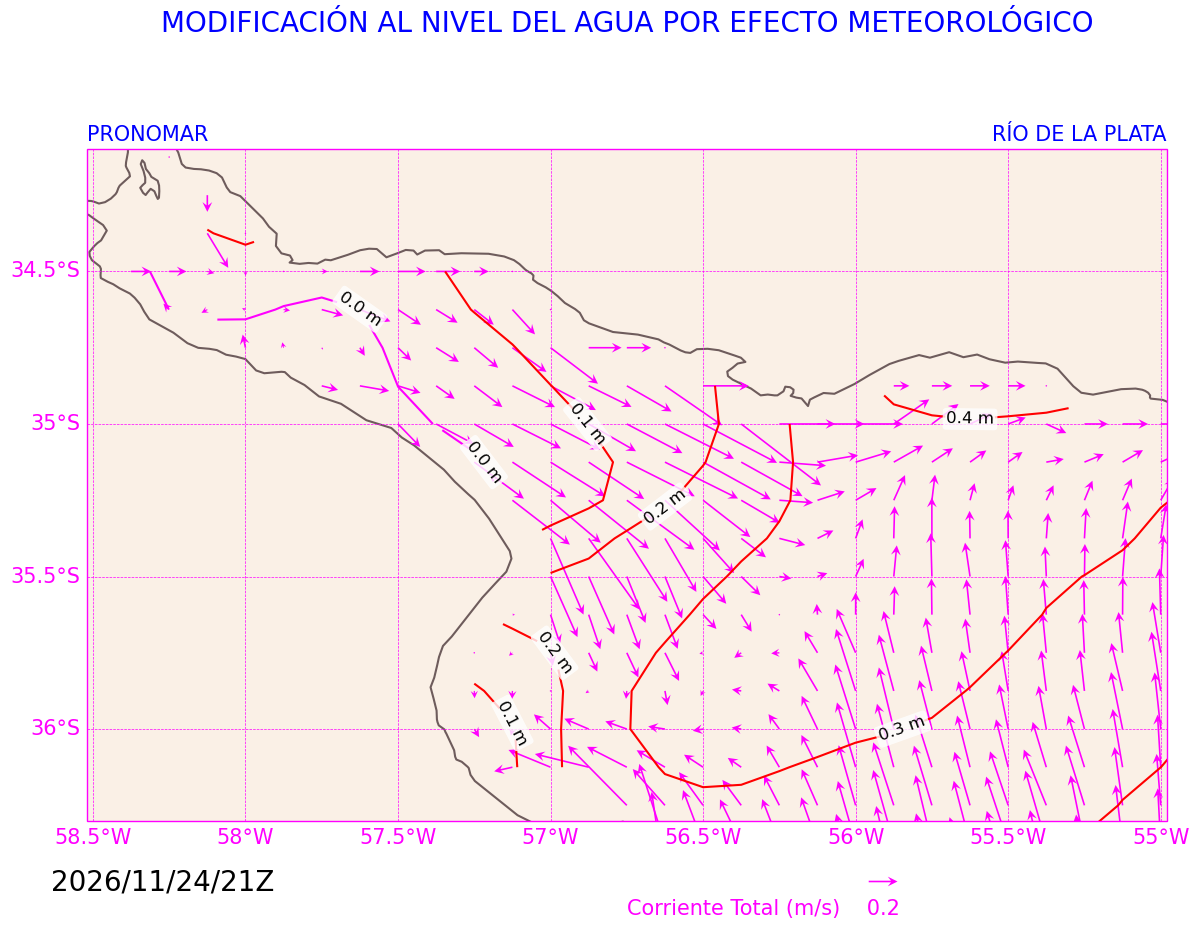 MODIFICACIÓN AL NIVEL DEL AGUA POR EFECTO METEOROLÓGICO
PRONOMAR
RÍO DE LA PLATA
34.5°S
0.0 m
0.1 m
0.4 m
35°S
0.0 m
0.2 m
35.5°S
0.2 m
0.1 m
36°S
0.3 m
58.5°W 58°W 57.5°W 57°W 56.5°W 56°W 55.5°W 55°W
2026/11/24/21Z
Corriente Total (m/s) 0.2